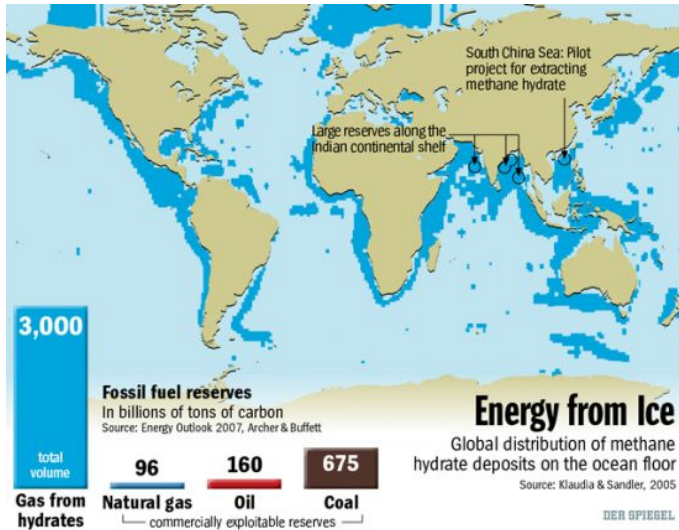 South China Sea: Pilot
project for extracting
methane hydrate
Large reserves along the
Indian continental shelf
3,000
total
volume
Gas from
hydrates
Fossil fuel reserves
In billions of tons of carbon
Source: Energy Outlook 2007, Archer & Buffett
96
Natural gas
160
Oil
675
Coal
commercially exploitable reserves
Energy from Ice
Global distribution of methane
hydrate deposits on the ocean floor
Source: Klaudia & Sandler, 2005
DER SPIEGEL